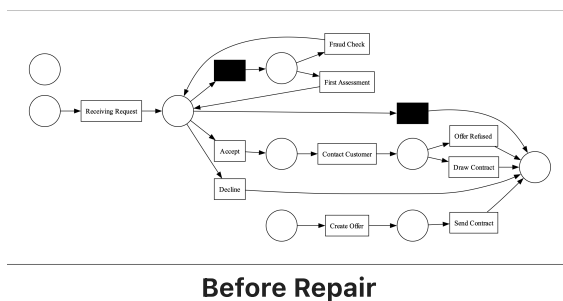 Fraud Check
First Assessment
Receiving Request
Offer Refused
Accept
Contact Customer
Draw Contract
Decline
Create Offer
Send Contract
Before Repair